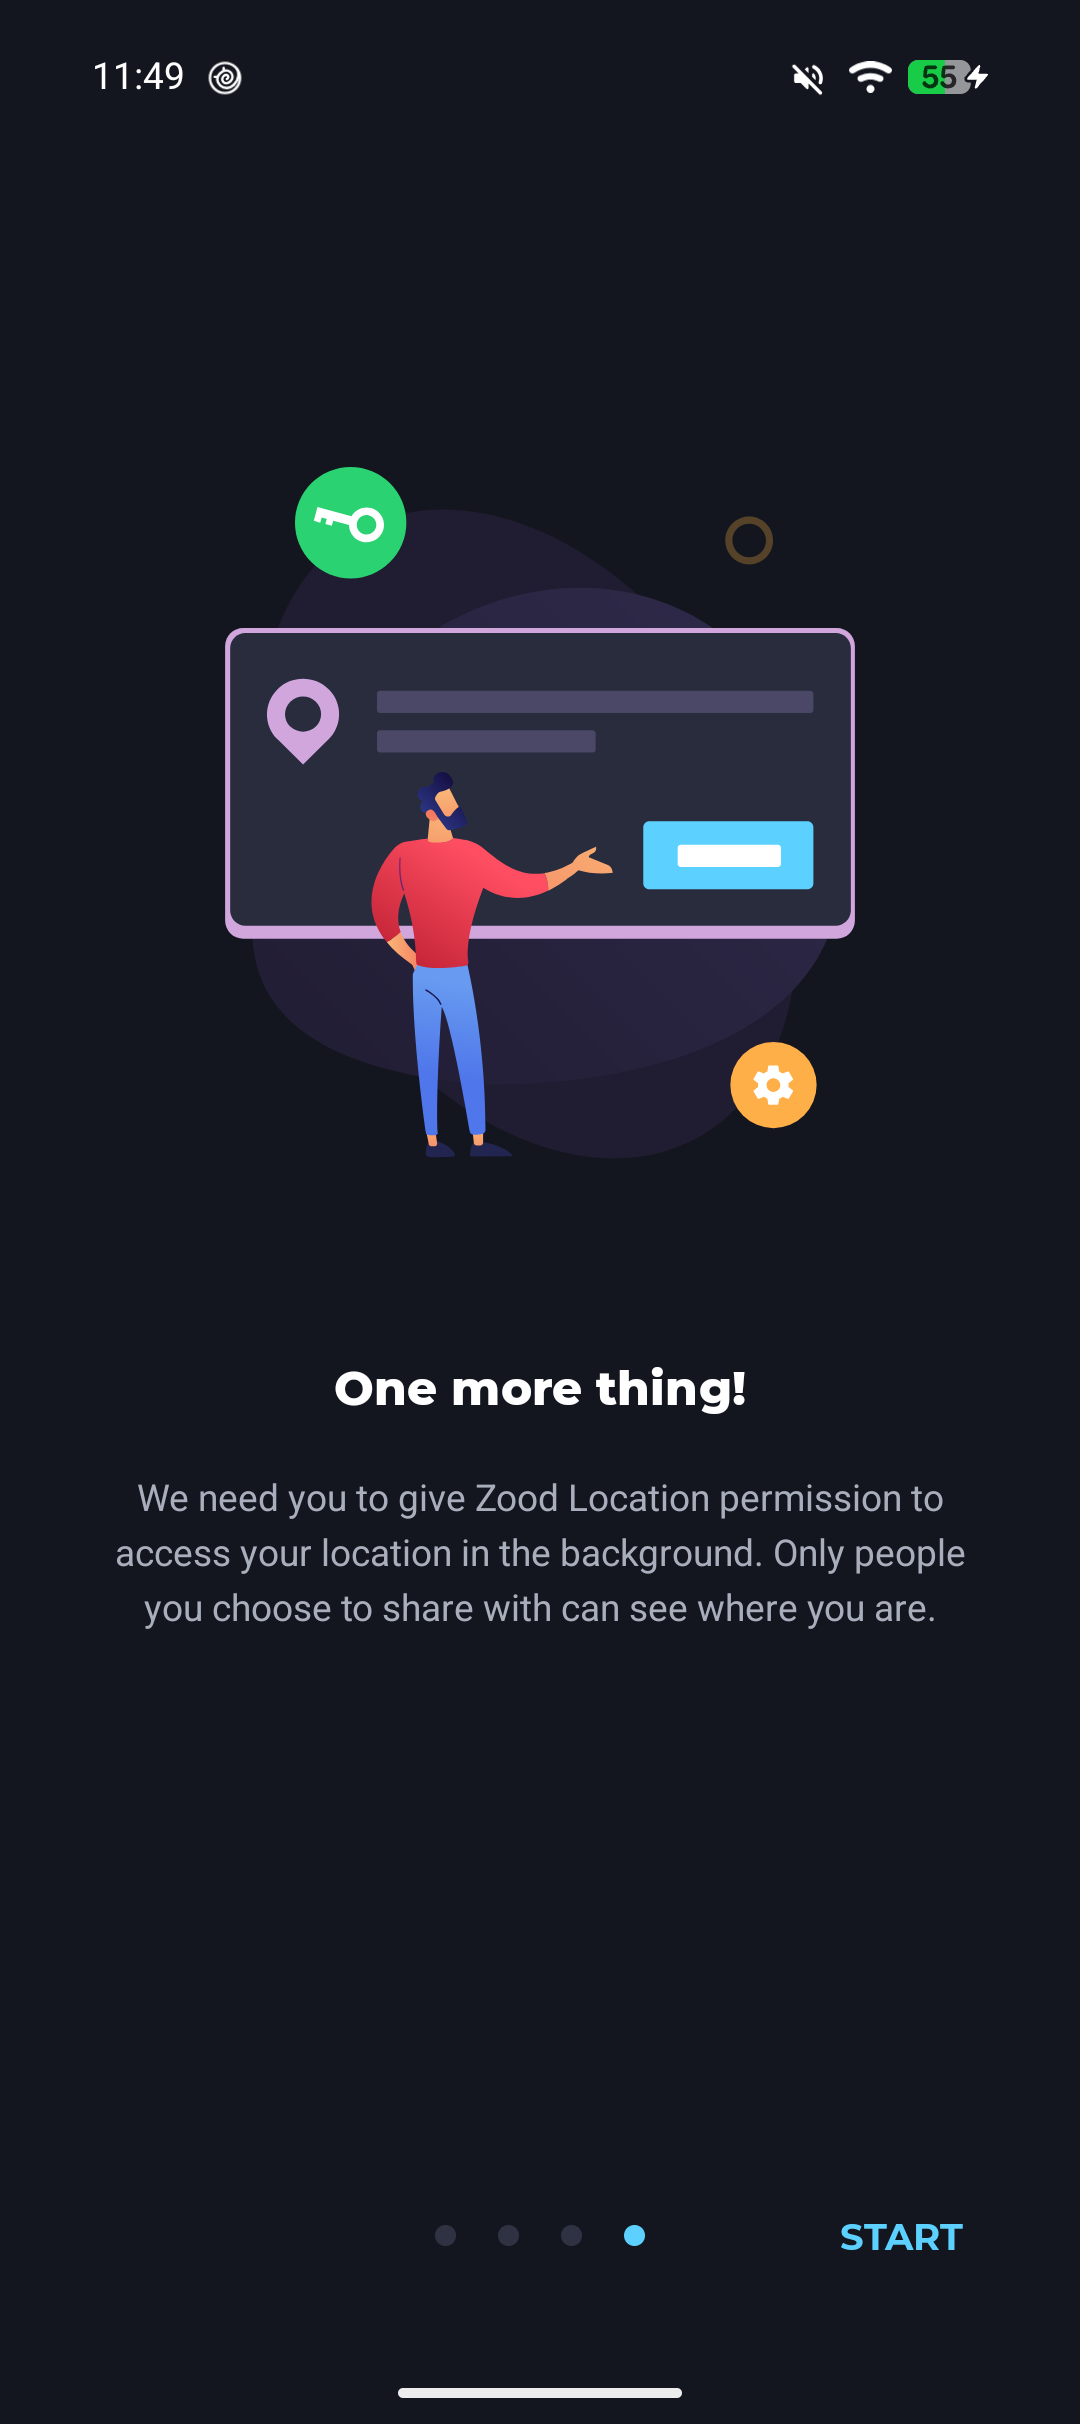 11:49
55
One more thing!
We need you to give Zood Location permission to
access your location in the background. Only people
you choose to share with can see where you are.
START